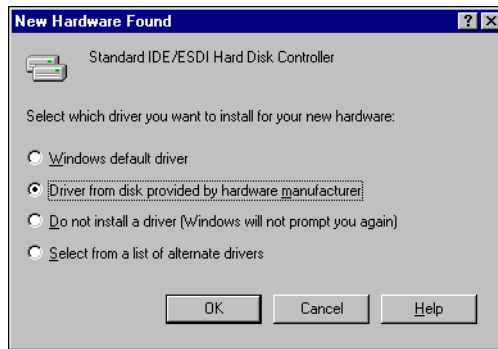 New Hardware Found
Standard IDE/ESDI Hard Disk Controller
Select which driver you want to install for your new hardware:
Windows default driver
Driver from disk provided by hardware manufacturer
Do not install a driver (Windows will not prompt you again)
Select from a list of alternate drivers
OK Cancel Help